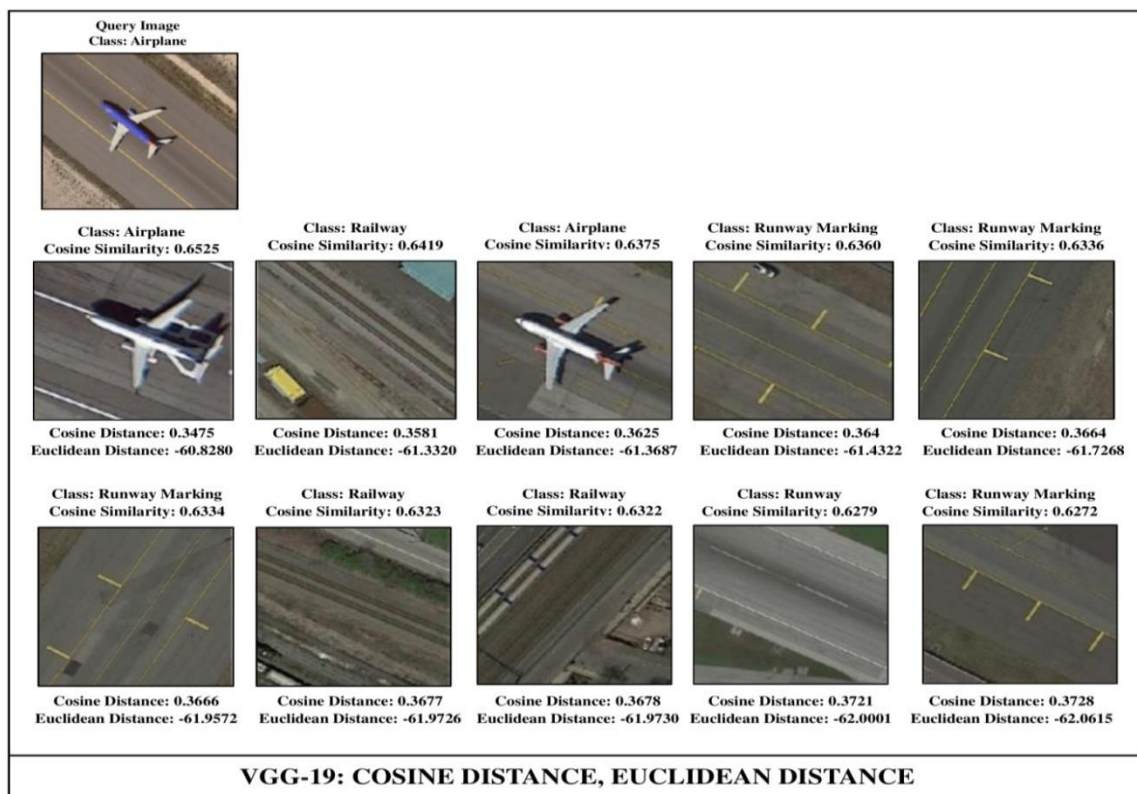 Query Image
Class: Airplane
Class: Airplane
Cosine Similarity: 0.6525
Class: Railway
Cosine Similarity: 0.6419
Class: Airplane
Cosine Similarity: 0.6375
Class: Runway Marking
Cosine Similarity: 0.6360
Class: Runway Marking
Cosine Similarity: 0.6336
Cosine Distance: 0.3475
Euclidean Distance: -60.8280
Cosine Distance: 0.3581
Euclidean Distance: -61.3320
Cosine Distance: 0.3625
Euclidean Distance: -61.3687
Cosine Distance: 0.364
Euclidean Distance: -61.4322
Cosine Distance: 0.3664
Euclidean Distance: -61.7268
Class: Runway Marking
Cosine Similarity: 0.6334
Class: Railway
Cosine Similarity: 0.6323
Class: Railway
Cosine Similarity: 0.6322
Class: Runway
Cosine Similarity: 0.6279
Class: Runway Marking
Cosine Similarity: 0.6272
Cosine Distance: 0.3666
Euclidean Distance: -61.9572
Cosine Distance: 0.3677
Euclidean Distance: -61.9726
Cosine Distance: 0.3678
Euclidean Distance: -61.9730
Cosine Distance: 0.3721
Euclidean Distance: -62.0001
Cosine Distance: 0.3728
Euclidean Distance: -62.0615
VGG-19: COSINE DISTANCE, EUCLIDEAN DISTANCE